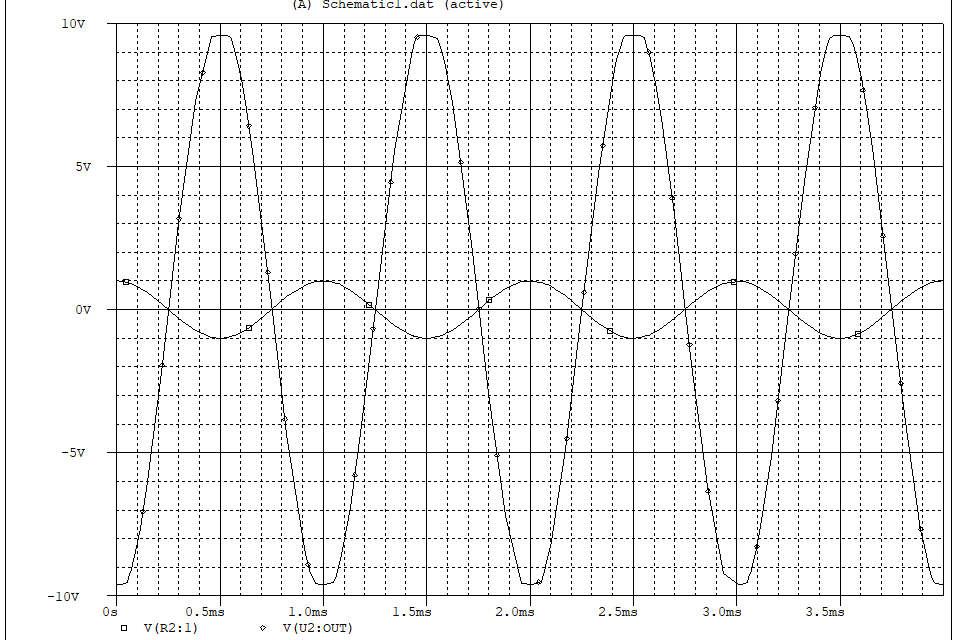 (A) Schematic1.dat (active)
10V
5V
0V
-5V
-10V
0s 0.5ms 1.0ms 1.5ms 2.0ms 2.5ms 3.0ms 3.5ms
V(R2:1) V(U2:OUT)